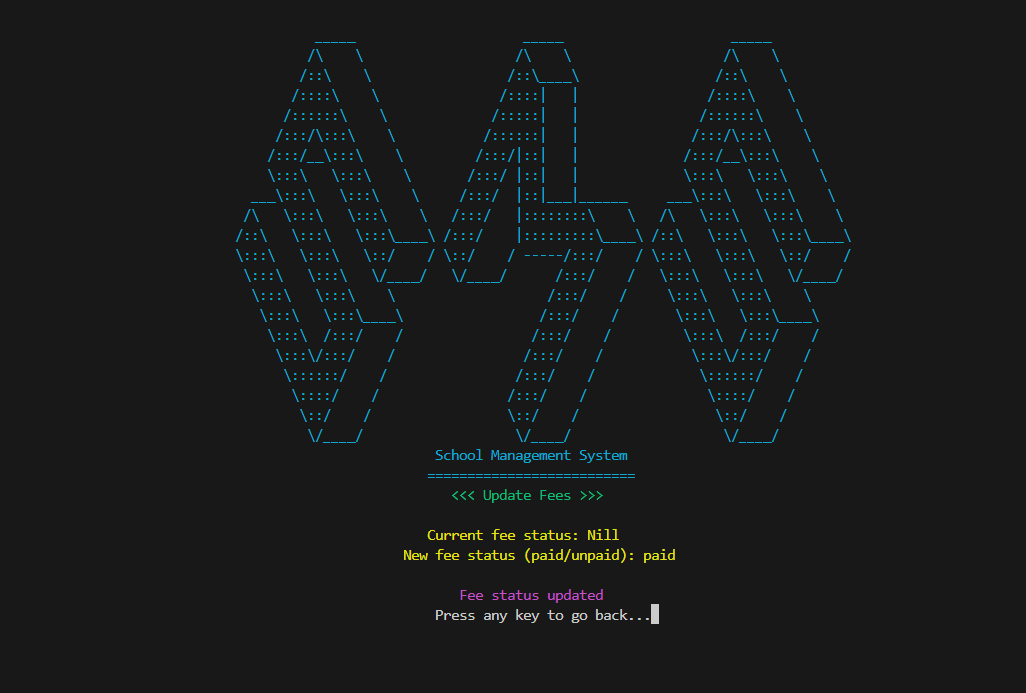 School Management System
==========================
<<< Update Fees >>>
Current fee status: Nill
New fee status (paid/unpaid): paid
Fee status updated
Press any key to go back...